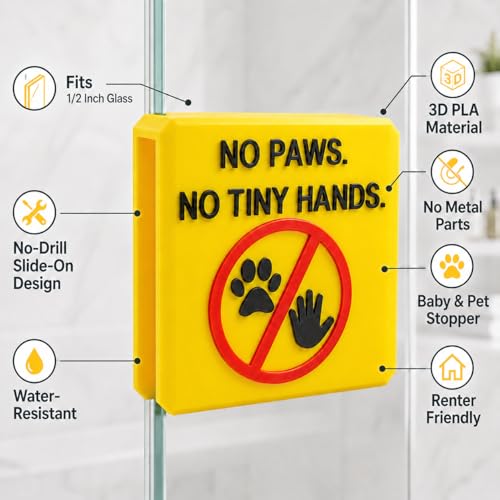 Fits
1/2 Inch Glass
3D
3D PLA
Material
NO PAWS.
NO TINY HANDS.
No-Drill
Slide-On
Design
No Metal
Parts
Baby & Pet
Stopper
Water-
Resistant
Renter
Friendly